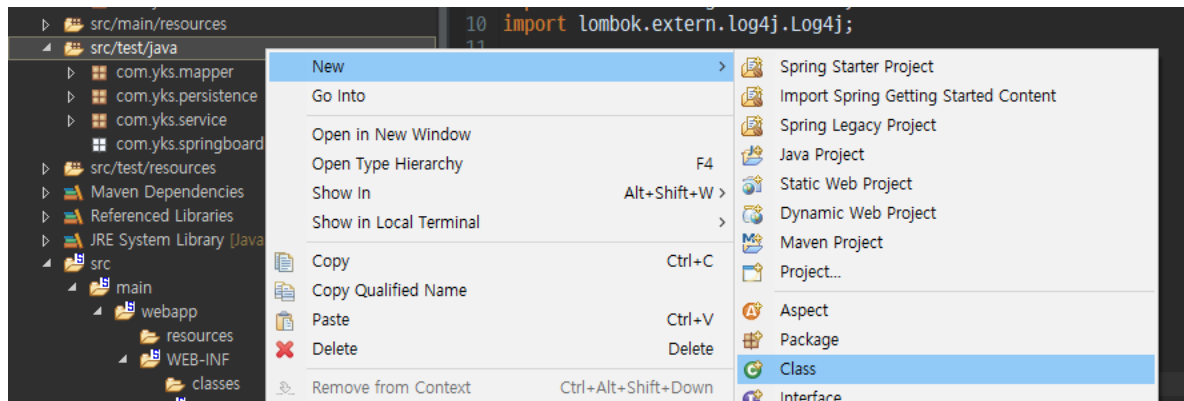 src/main/resources
10 import lombok.extern.log4j.Log4j;
11
src/test/java
com.yks.mapper
com.yks.persistence
com.yks.service
com.yks.springboard
src/test/resources
Maven Dependencies
Referenced Libraries
JRE System Library [Java
src
main
webapp
resources
WEB-INF
classes
New
Go Into
Open in New Window
Open Type Hierarchy F4
Show In Alt+Shift+W >
Show in Local Terminal
Copy Ctrl+C
Copy Qualified Name
Paste Ctrl+V
Delete Delete
Remove from Context Ctrl+Alt+Shift+Down
Spring Starter Project
Import Spring Getting Started Content
Spring Legacy Project
Java Project
Static Web Project
Dynamic Web Project
Maven Project
Project...
Aspect
Package
Class
Interface